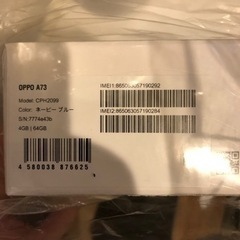 OPPO A73
Model: CPH2099
Color: ネービー ブルー
S/N:7774a43b
4GB | 64GB
4 580038 876625
IMEI1:865063057190292
IMEI2:865063057190284